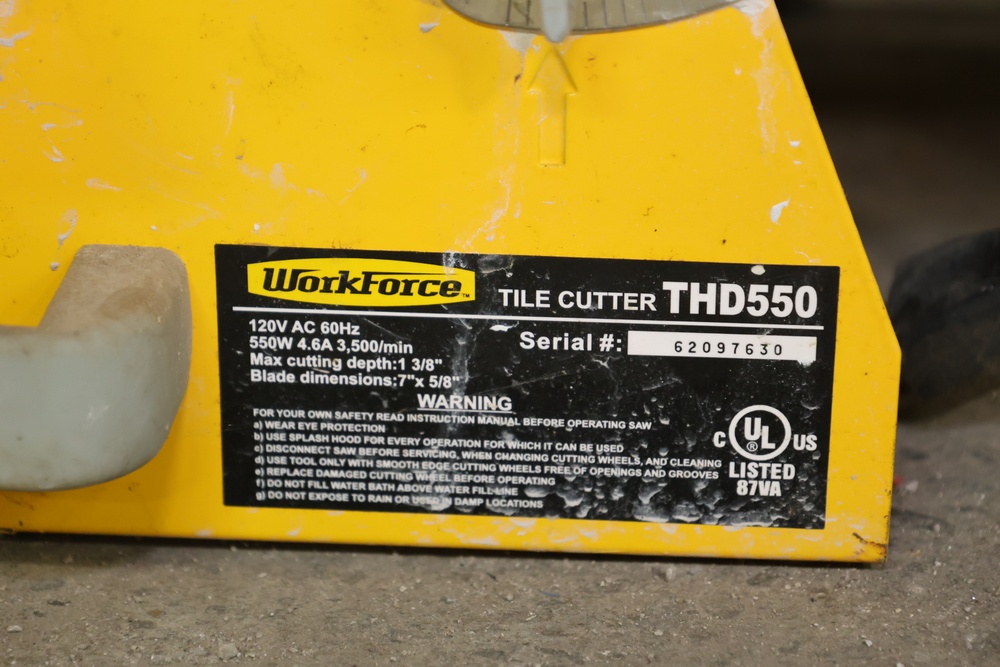 WORKFORCE™
TILE CUTTER THD550
120V AC 60Hz
550W 4.6A 3,500/min
Max cutting depth:1 3/8"
Blade dimensions:7"x 5/8"
Serial #: 62097630
WARNING
FOR YOUR OWN SAFETY READ INSTRUCTION MANUAL BEFORE OPERATING SAW
a) WEAR EYE PROTECTION
b) USE SPLASH HOOD FOR EVERY OPERATION FOR WHICH IT CAN BE USED
c) DISCONNECT SAW BEFORE SERVICING, WHEN CHANGING CUTTING WHEELS, AND CLEANING
d) USE TOOL ONLY WITH SMOOTH EDGE CUTTING WHEELS FREE OF OPENINGS AND GROOVES
e) REPLACE DAMAGED CUTTING WHEEL BEFORE OPERATING
f) DO NOT FILL WATER BATH ABOVE WATER FILL LINE
g) DO NOT EXPOSE TO RAIN OR USED IN DAMP LOCATIONS
C UL® US
LISTED
87VA